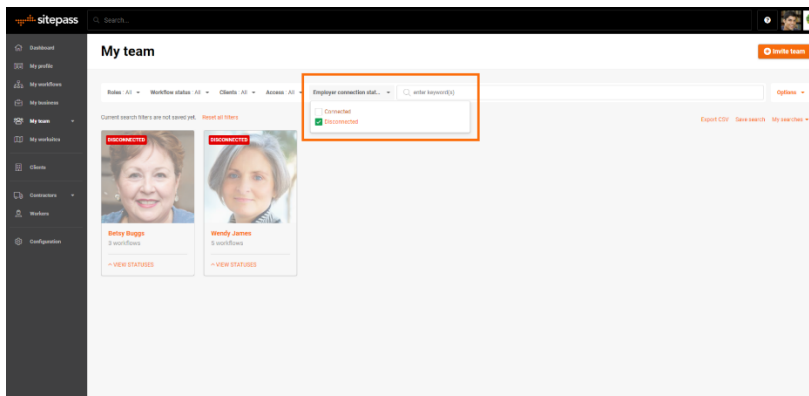 sitepass
Search...
Dashboard
My profile
My workflows
My business
My team
My worksites
Clients
Contractors
Workers
Configuration
My team
Invite team
Roles : All
Workflow status : All
Clients : All
Access : All
Employer connection stat...
enter keyword(s)
Options
Connected
Disconnected
Current search filters are not saved yet.
Reset all filters
Export CSV
Save search
My searches
DISCONNECTED
Betsy Buggs
3 workflows
VIEW STATUSES
DISCONNECTED
Wendy James
5 workflows
VIEW STATUSES